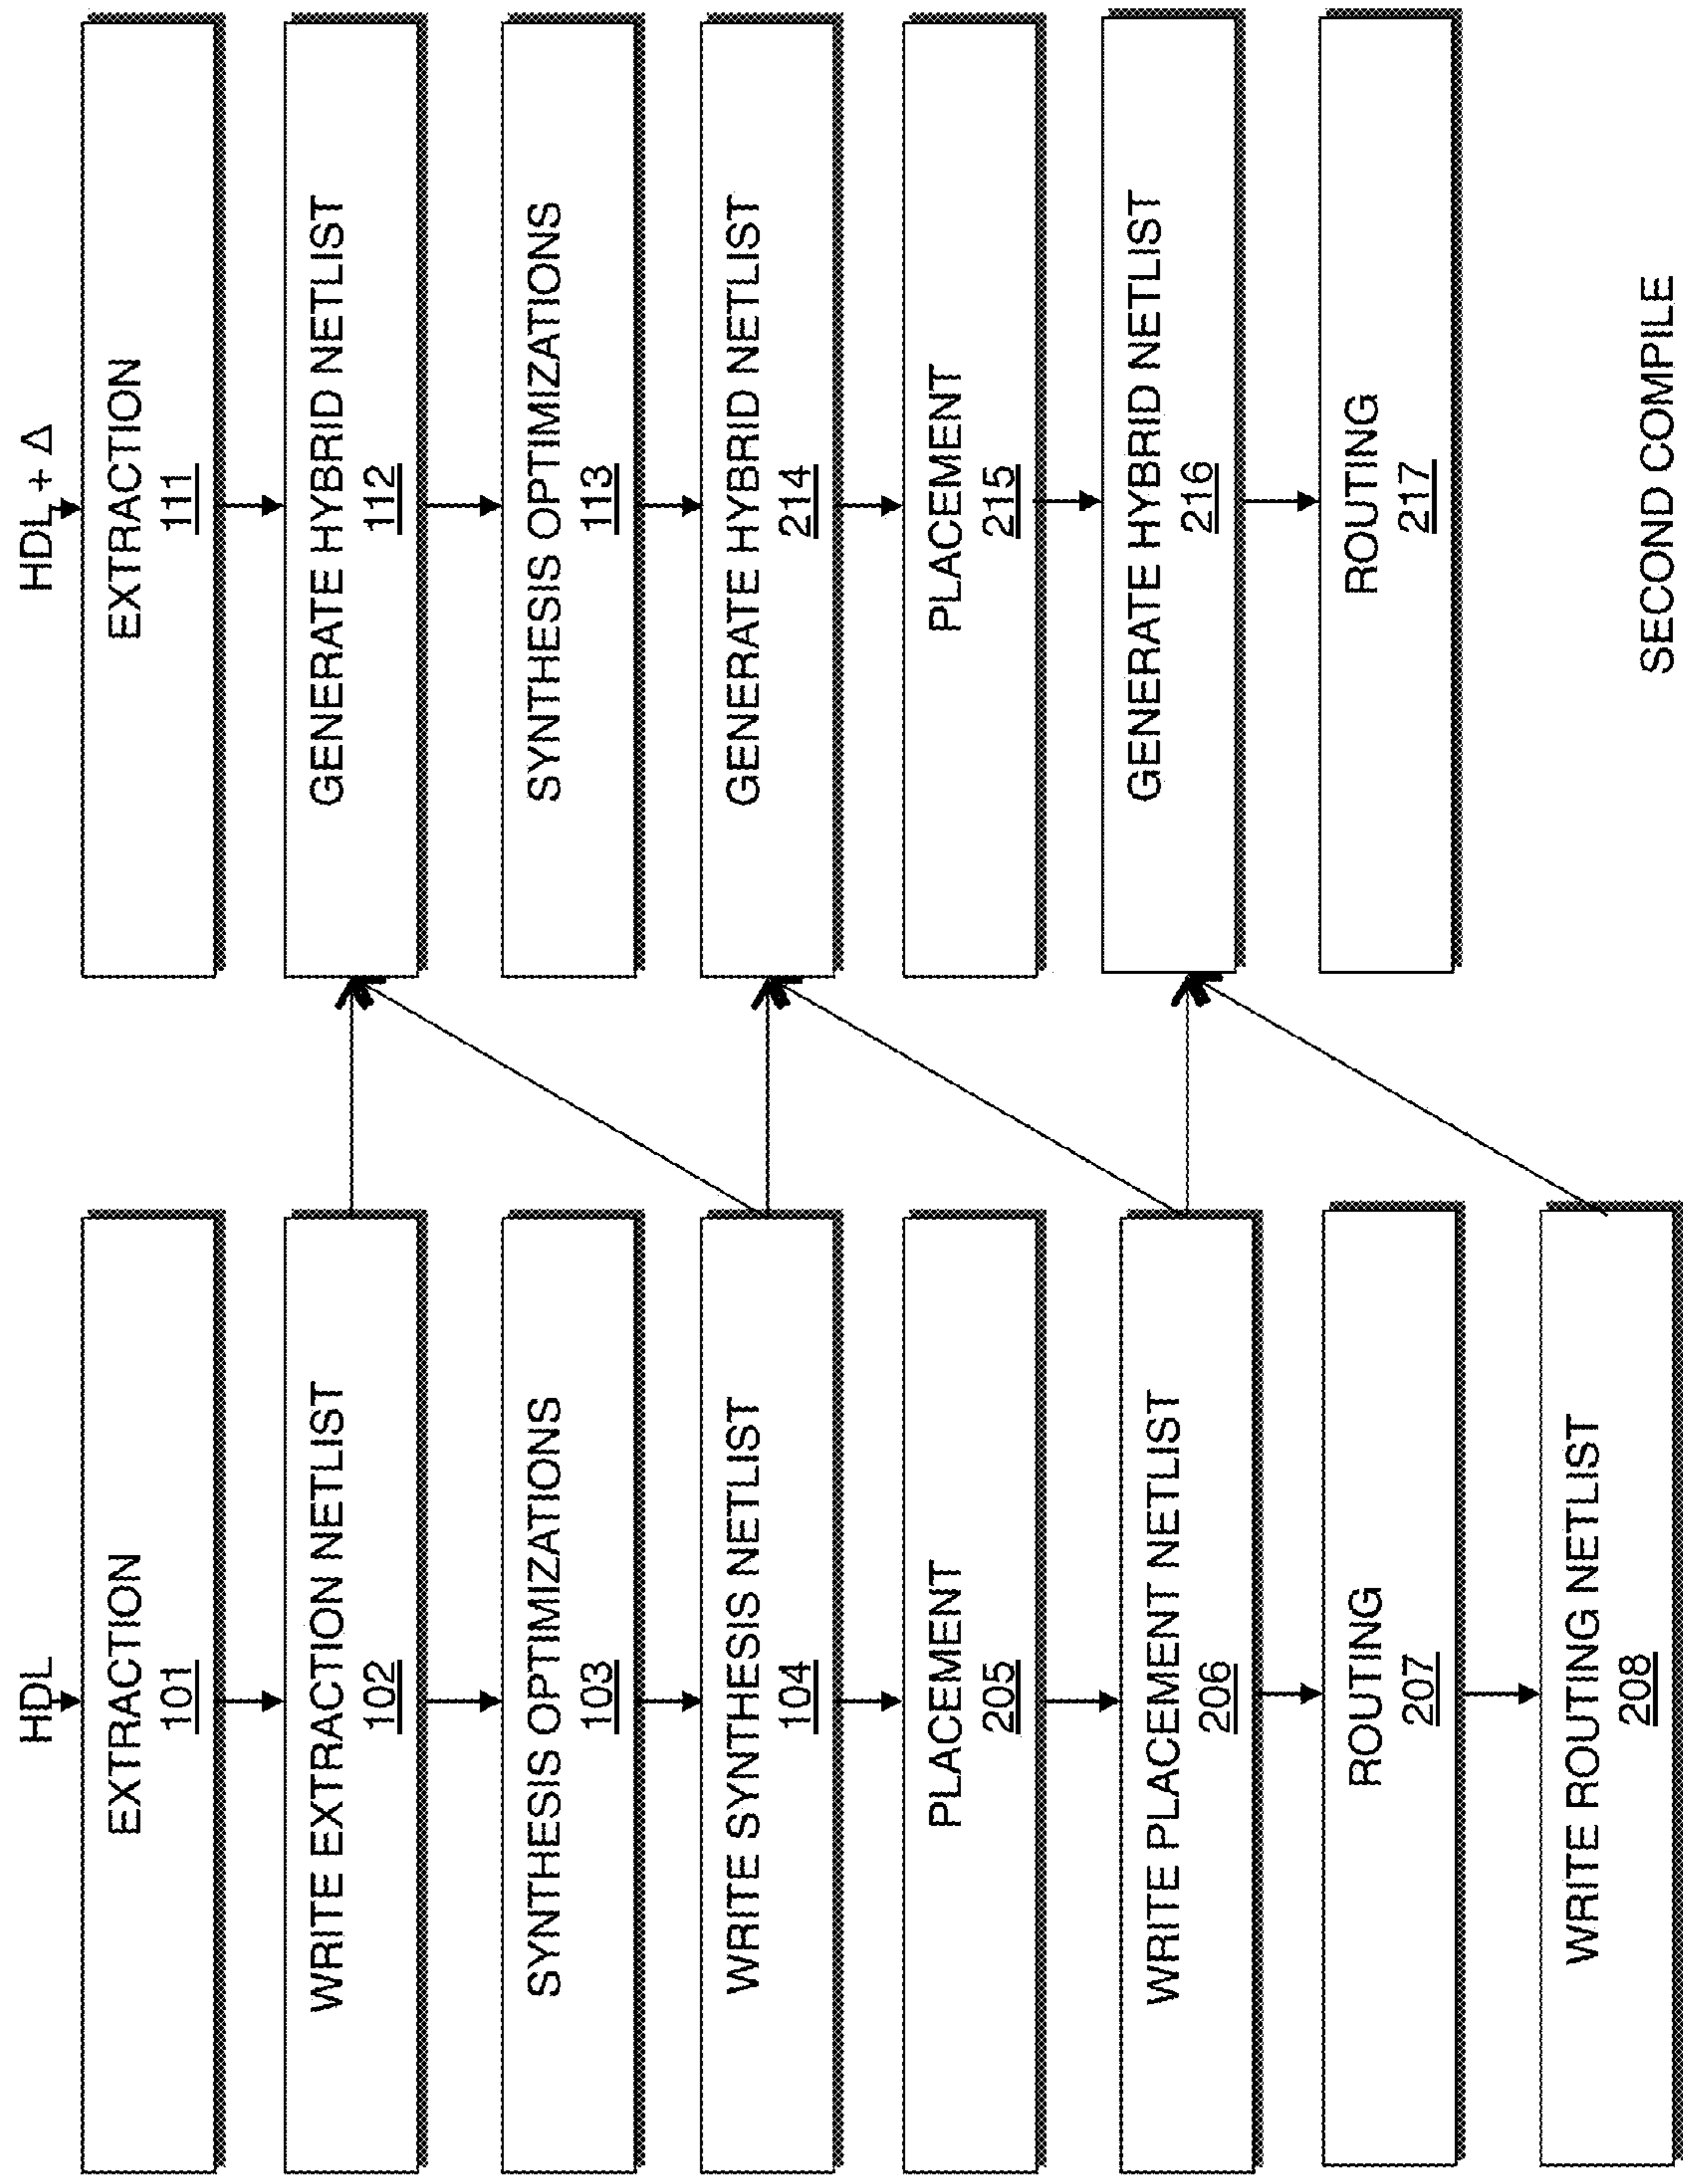 HDL
EXTRACTION
101
WRITE EXTRACTION NETLIST
102
SYNTHESIS OPTIMIZATIONS
103
WRITE SYNTHESIS NETLIST
104
PLACEMENT
205
WRITE PLACEMENT NETLIST
206
ROUTING
207
WRITE ROUTING NETLIST
208
HDL + Δ
EXTRACTION
111
GENERATE HYBRID NETLIST
112
SYNTHESIS OPTIMIZATIONS
113
GENERATE HYBRID NETLIST
214
PLACEMENT
215
GENERATE HYBRID NETLIST
216
ROUTING
217
SECOND COMPILE